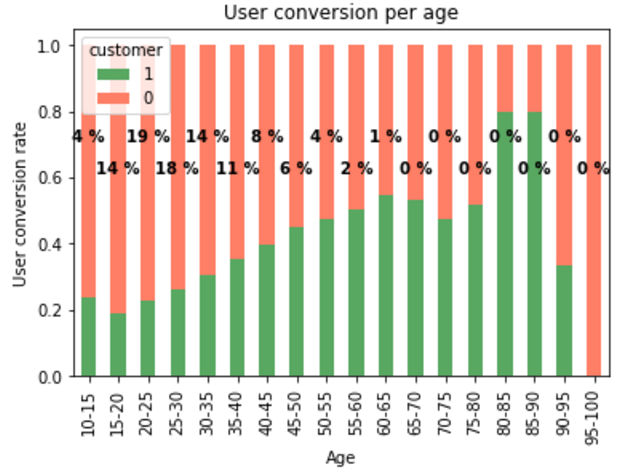 User conversion per age
customer
1
0
User conversion rate
1.0
0.8
0.6
0.4
0.2
0.0
4 % 19 % 14 % 8 % 4 % 1 % 0 % 0 % 0 %
14 % 18 % 11 % 6 % 2 % 0 % 0 % 0 % 0 %
10-15 15-20 20-25 25-30 30-35 35-40 40-45 45-50 50-55 55-60 60-65 65-70 70-75 75-80 80-85 85-90 90-95 95-100
Age